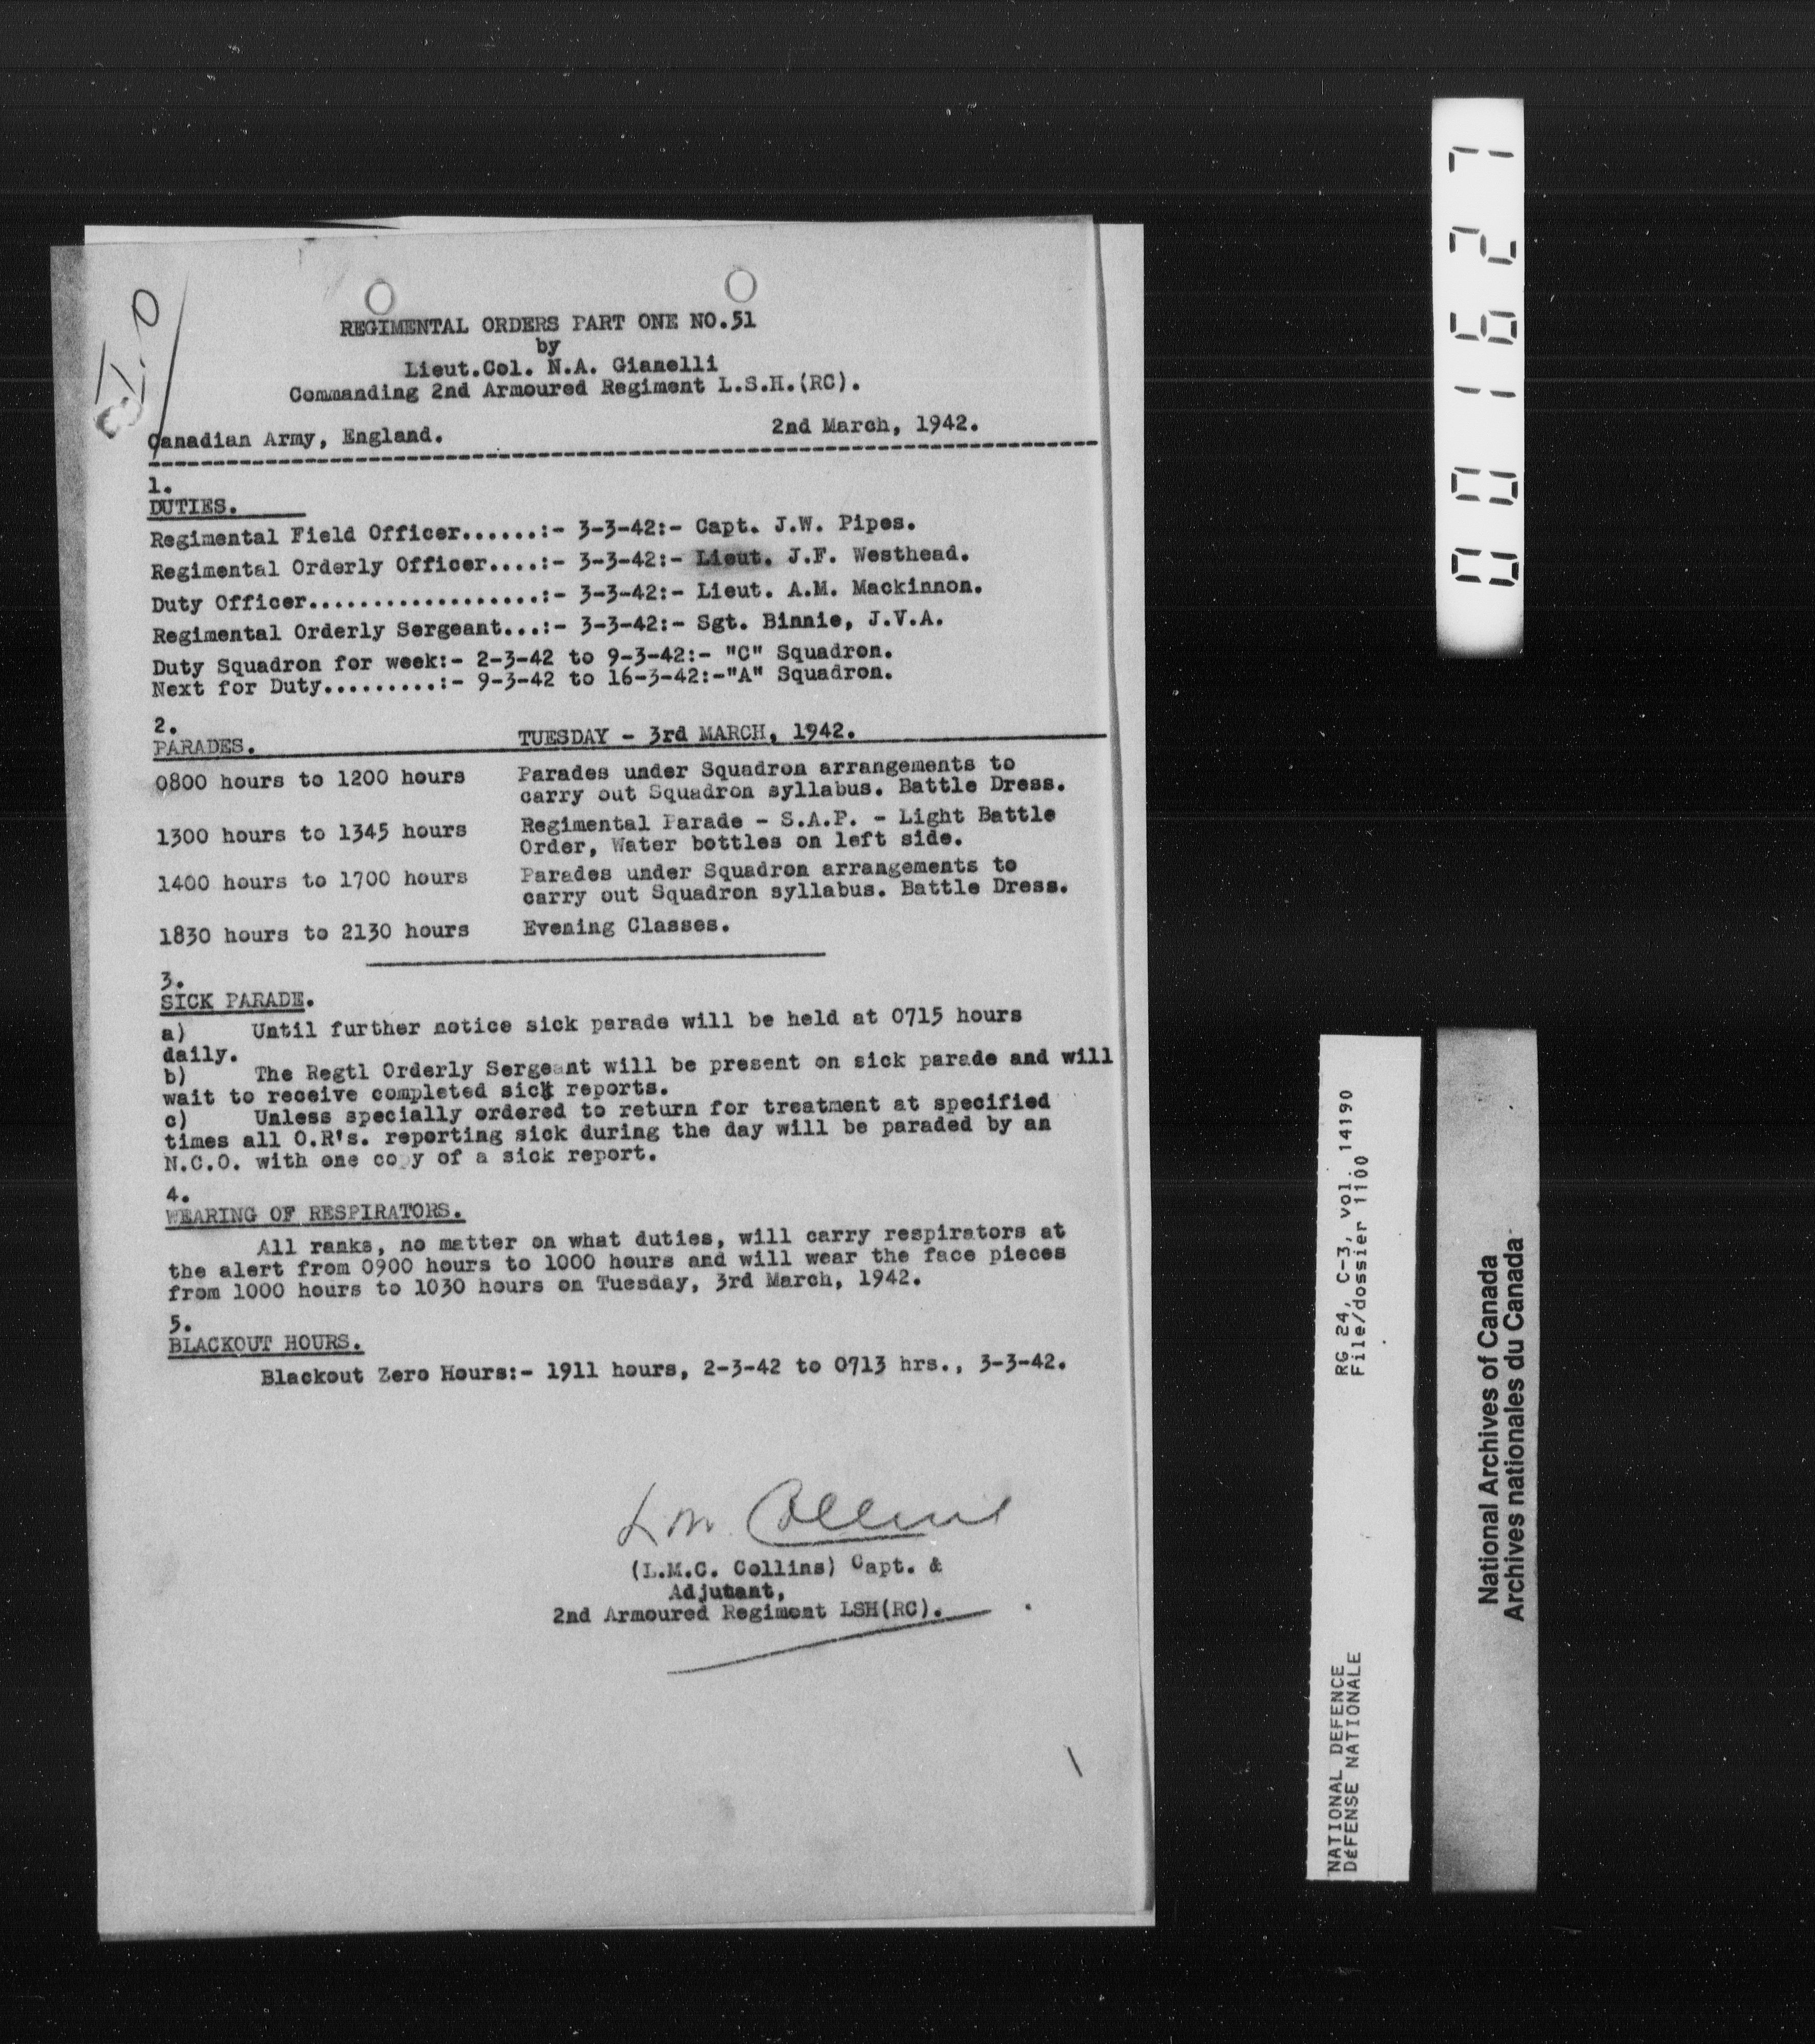 REGIMENTAL ORDERS PART ONE NO.51
by
Lieut.Col. N.A. Gianelli
Commanding 2nd Armoured Regiment L.S.H.(RC).
Canadian Army, England. 2nd March, 1942.
1.
DUTIES.
Regimental Field Officer......:- 3-3-42:- Capt. J.W. Pipes.
Regimental Orderly Officer....:- 3-3-42:- Lieut. J.F. Westhead.
Duty Officer..................:- 3-3-42:- Lieut. A.M. Mackinnon.
Regimental Orderly Sergeant...:- 3-3-42:- Sgt. Binnie, J.V.A.
Duty Squadron for week:- 2-3-42 to 9-3-42:- "C" Squadron.
Next for Duty.........:- 9-3-42 to 16-3-42:-"A" Squadron.
2.
PARADES. TUESDAY - 3rd MARCH, 1942.
0800 hours to 1200 hours Parades under Squadron arrangements to
carry out Squadron syllabus. Battle Dress.
1300 hours to 1345 hours Regimental Parade - S.A.P. - Light Battle
Order, Water bottles on left side.
1400 hours to 1700 hours Parades under Squadron arrangements to
carry out Squadron syllabus. Battle Dress.
1830 hours to 2130 hours Evening Classes.
3.
SICK PARADE.
a) Until further notice sick parade will be held at 0715 hours
daily.
b) The Regtl Orderly Sergeant will be present on sick parade and will
wait to receive completed sick reports.
c) Unless specially ordered to return for treatment at specified
times all O.R's. reporting sick during the day will be paraded by an
N.C.O. with one copy of a sick report.
4.
WEARING OF RESPIRATORS.
All ranks, no matter on what duties, will carry respirators at
the alert from 0900 hours to 1000 hours and will wear the face pieces
from 1000 hours to 1030 hours on Tuesday, 3rd March, 1942.
5.
BLACKOUT HOURS.
Blackout Zero Hours:- 1911 hours, 2-3-42 to 0713 hrs., 3-3-42.
L M Collins
(L.M.C. Collins) Capt. &
Adjutant,
2nd Armoured Regiment LSH(RC).
001627
RG 24, C-3, vol. 14190
File/dossier 1100
NATIONAL DEFENCE
DÉFENSE NATIONALE
National Archives of Canada
Archives nationales du Canada